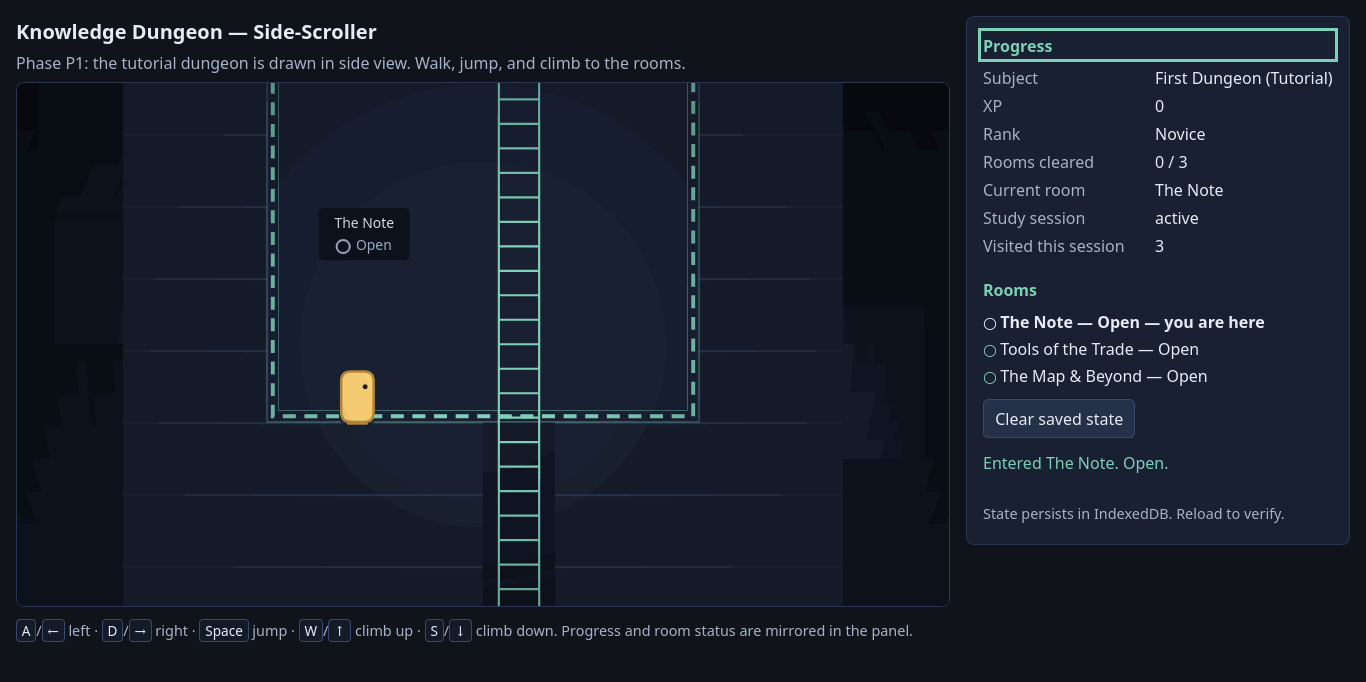 Knowledge Dungeon — Side-Scroller
Phase P1: the tutorial dungeon is drawn in side view. Walk, jump, and climb to the rooms.
The Note
Open
A/← left · D/→ right · Space jump · W/↑ climb up · S/↓ climb down. Progress and room status are mirrored in the panel.
Progress
Subject First Dungeon (Tutorial)
XP 0
Rank Novice
Rooms cleared 0 / 3
Current room The Note
Study session active
Visited this session 3
Rooms
○ The Note — Open — you are here
○ Tools of the Trade — Open
○ The Map & Beyond — Open
Clear saved state
Entered The Note. Open.
State persists in IndexedDB. Reload to verify.